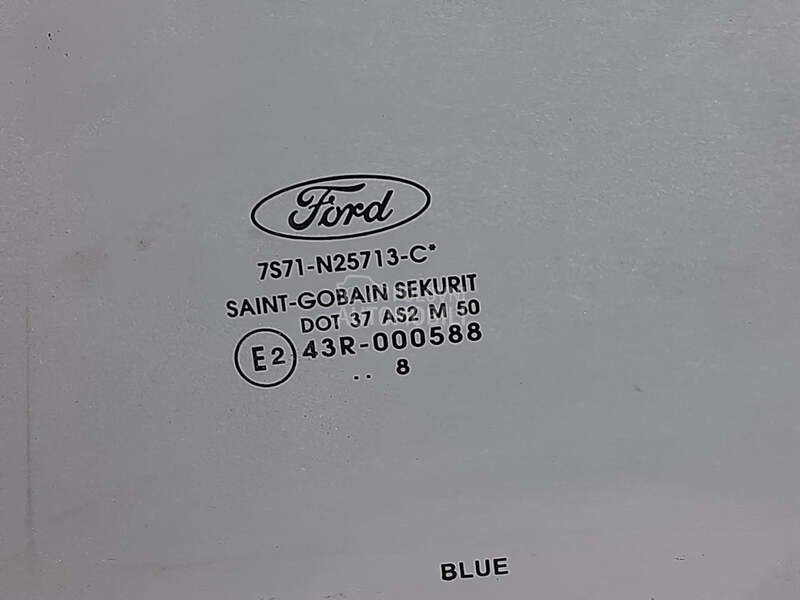 Ford
7S71-N25713-C*
SAINT-GOBAIN SEKURIT
DOT 37 AS2 M 50
E2 43R-000588
.. 8
BLUE